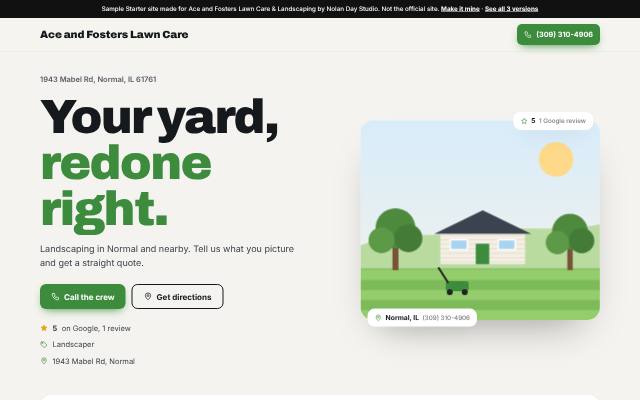 Sample Starter site made for Ace and Fosters Lawn Care & Landscaping by Nolan Day Studio. Not the official site. Make it mine · See all 3 versions
Ace and Fosters Lawn Care
(309) 310-4906
1943 Mabel Rd, Normal, IL 61761
Your yard,
redone
right.
Landscaping in Normal and nearby. Tell us what you picture
and get a straight quote.
Call the crew
Get directions
5 on Google, 1 review
Landscaper
1943 Mabel Rd, Normal
5 1 Google review
Normal, IL (309) 310-4906